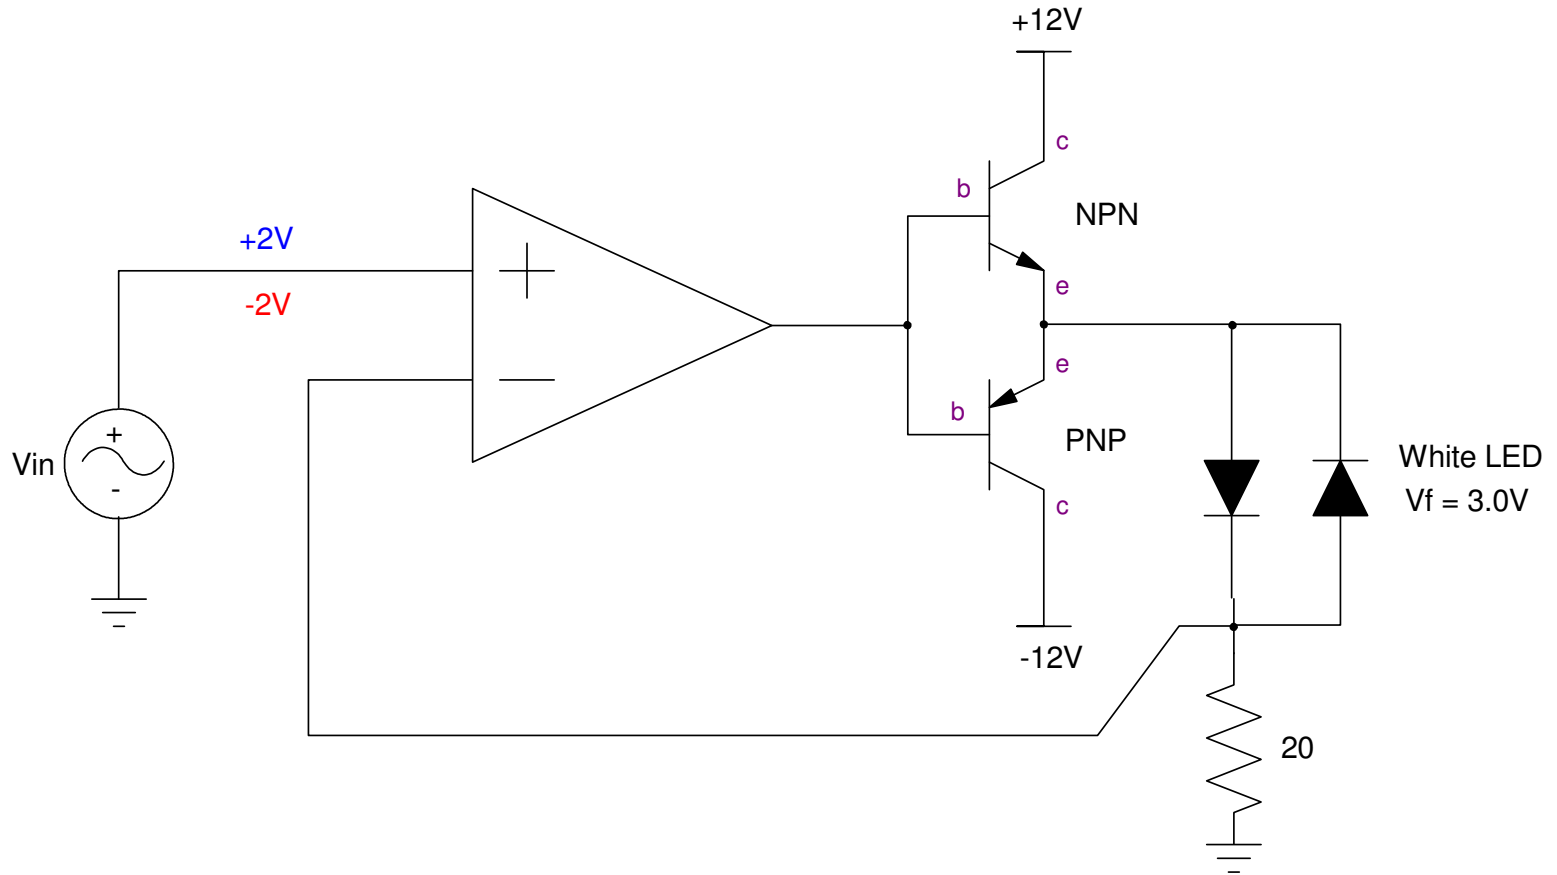 +12V
c
b
NPN
+2V
-2V
e
e
b
PNP
Vin
+
-
c
White LED
Vf = 3.0V
-12V
20